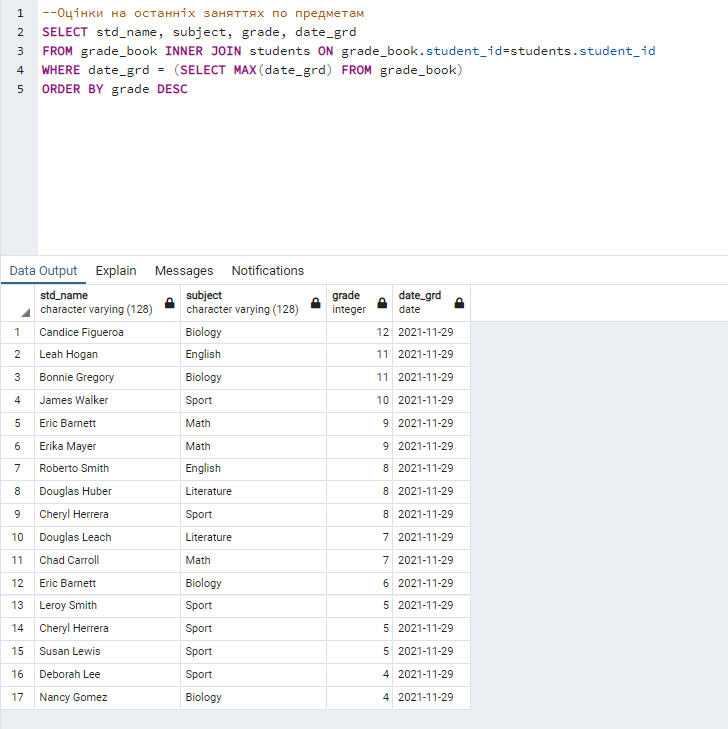 1 --Оцінки на останніх заняттях по предметам
2 SELECT std_name, subject, grade, date_grd
3 FROM grade_book INNER JOIN students ON grade_book.student_id=students.student_id
4 WHERE date_grd = (SELECT MAX(date_grd) FROM grade_book)
5 ORDER BY grade DESC
Data Output Explain Messages Notifications
std_name subject grade date_grd
character varying (128) character varying (128) integer date
1 Candice Figueroa Biology 12 2021-11-29
2 Leah Hogan English 11 2021-11-29
3 Bonnie Gregory Biology 11 2021-11-29
4 James Walker Sport 10 2021-11-29
5 Eric Barnett Math 9 2021-11-29
6 Erika Mayer Math 9 2021-11-29
7 Roberto Smith English 8 2021-11-29
8 Douglas Huber Literature 8 2021-11-29
9 Cheryl Herrera Sport 8 2021-11-29
10 Douglas Leach Literature 7 2021-11-29
11 Chad Carroll Math 7 2021-11-29
12 Eric Barnett Biology 6 2021-11-29
13 Leroy Smith Sport 5 2021-11-29
14 Cheryl Herrera Sport 5 2021-11-29
15 Susan Lewis Sport 5 2021-11-29
16 Deborah Lee Sport 4 2021-11-29
17 Nancy Gomez Biology 4 2021-11-29